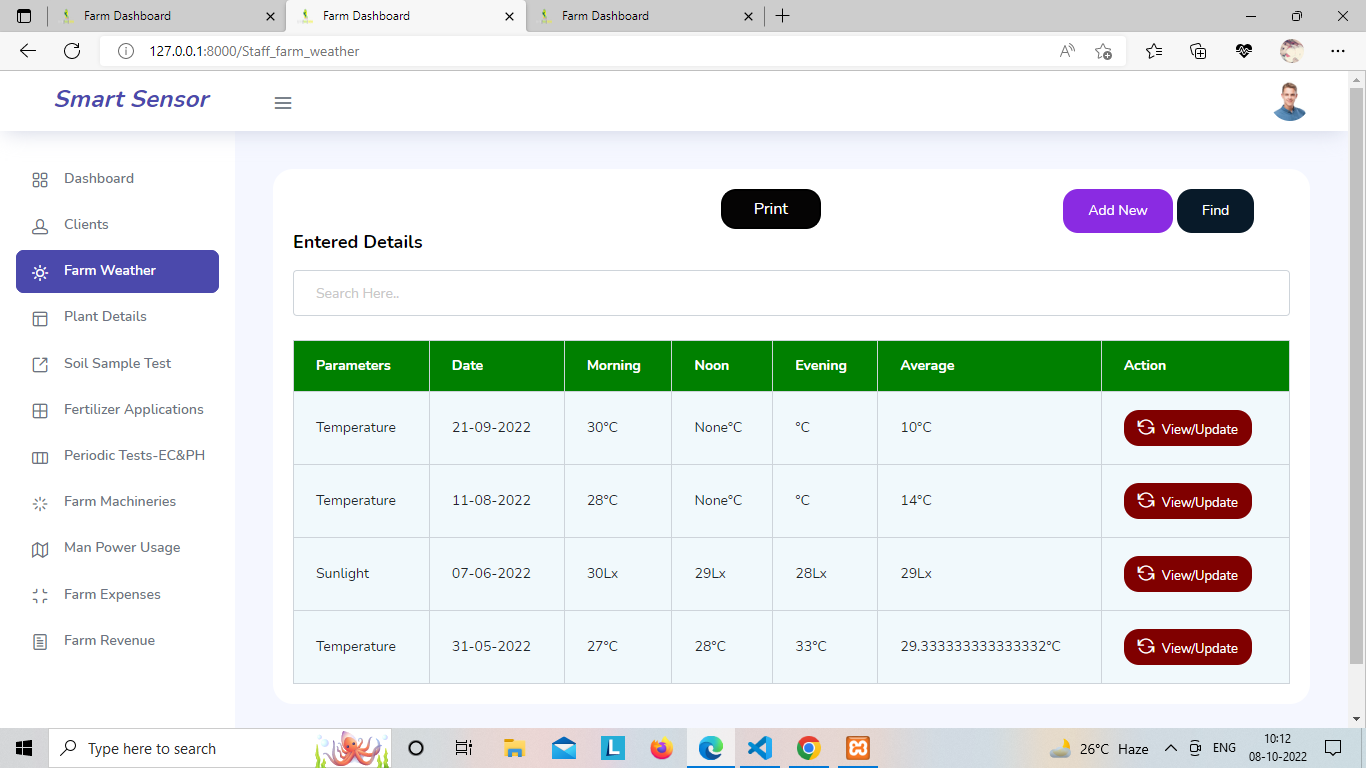 Farm Dashboard Farm Dashboard Farm Dashboard
127.0.0.1:8000/Staff_farm_weather
Smart Sensor
Dashboard
Clients
Farm Weather
Plant Details
Soil Sample Test
Fertilizer Applications
Periodic Tests-EC&PH
Farm Machineries
Man Power Usage
Farm Expenses
Farm Revenue
Print Add New Find
Entered Details
Search Here..
Parameters Date Morning Noon Evening Average Action
Temperature 21-09-2022 30°C None°C °C 10°C View/Update
Temperature 11-08-2022 28°C None°C °C 14°C View/Update
Sunlight 07-06-2022 30Lx 29Lx 28Lx 29Lx View/Update
Temperature 31-05-2022 27°C 28°C 33°C 29.333333333333332°C View/Update
Type here to search L 26°C Haze ENG 10:12
08-10-2022